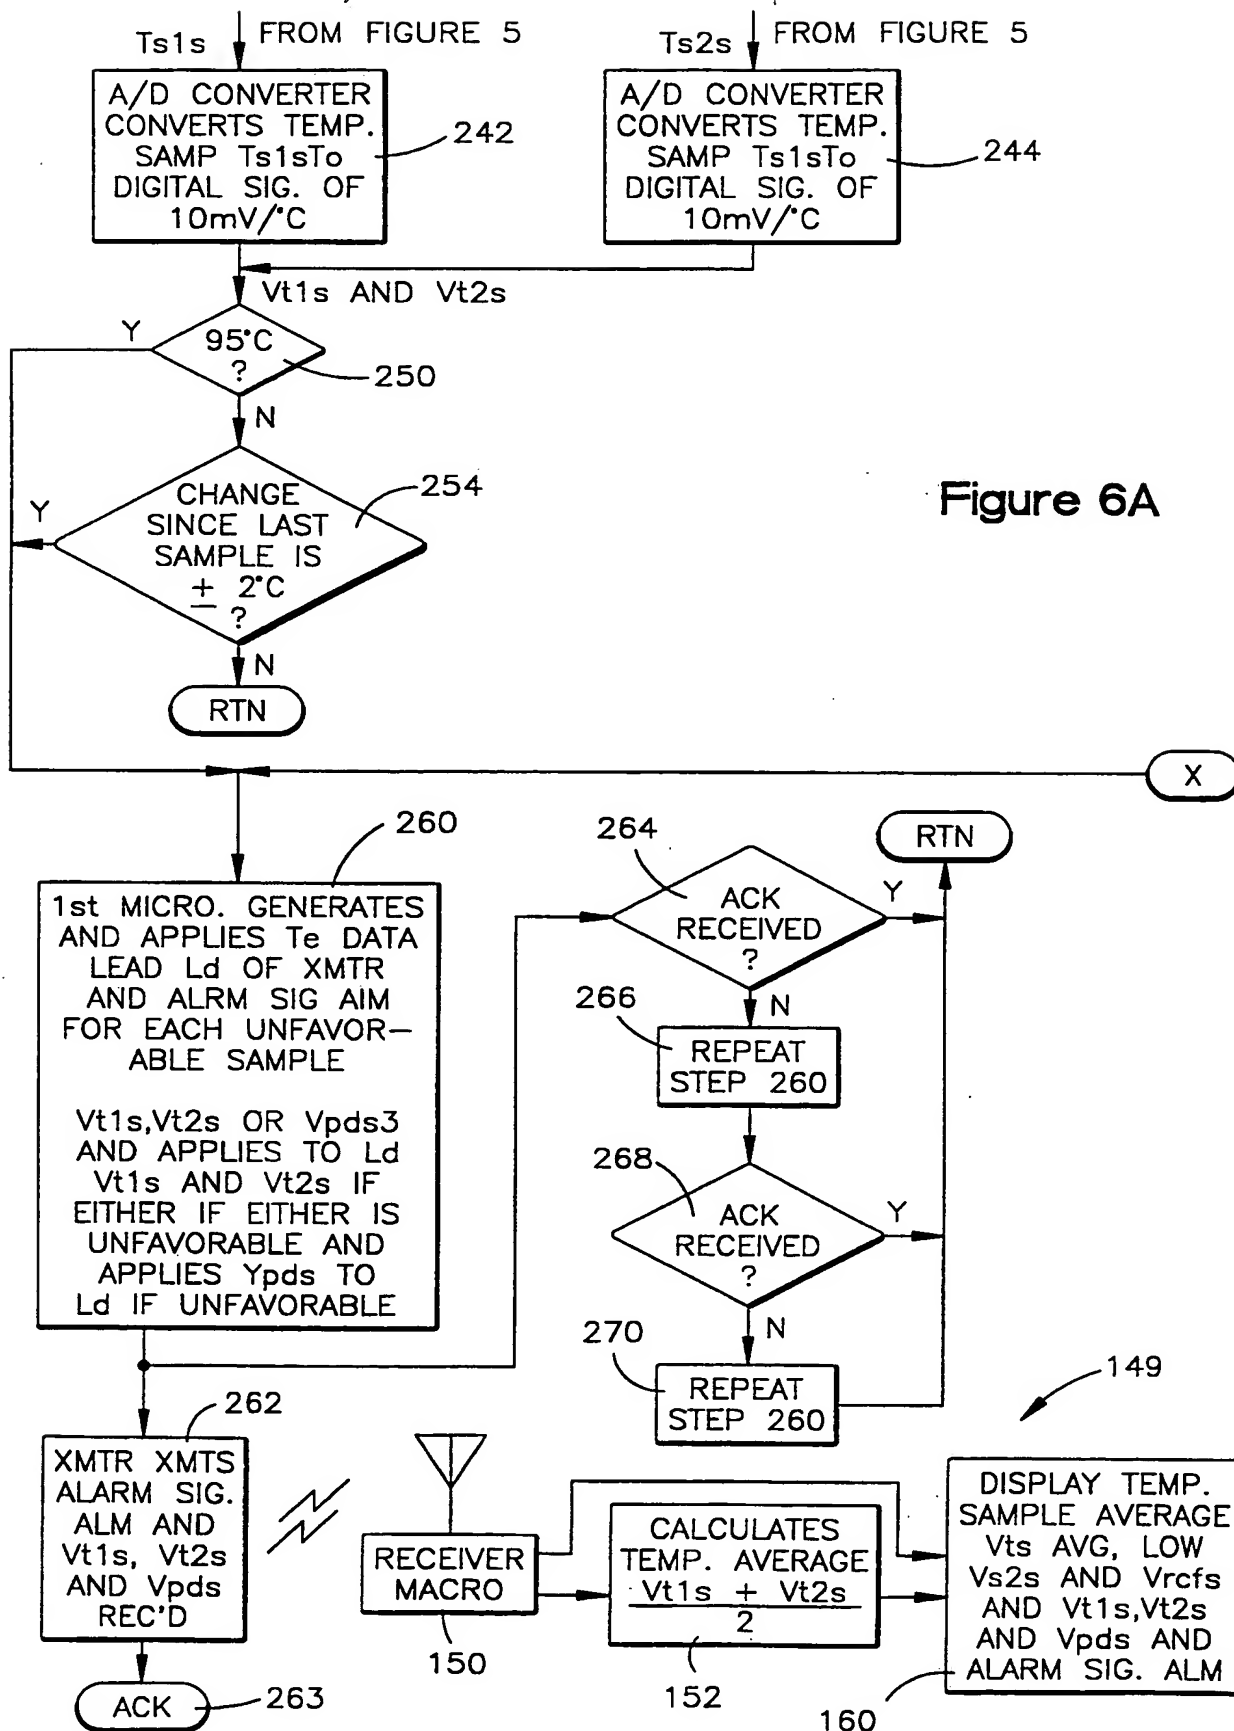 Ts1s
FROM FIGURE 5
Ts2s
FROM FIGURE 5
A/D CONVERTER
CONVERTS TEMP.
SAMP Ts1sTo
DIGITAL SIG. OF
10mV/°C
242
A/D CONVERTER
CONVERTS TEMP.
SAMP Ts1sTo
DIGITAL SIG. OF
10mV/°C
244
Vt1s AND Vt2s
Y
95°C
?
250
N
Y
CHANGE
SINCE LAST
SAMPLE IS
± 2°C
?
254
N
RTN
Figure 6A
X
260
1st MICRO. GENERATES
AND APPLIES Te DATA
LEAD Ld OF XMTR
AND ALRM SIG AIM
FOR EACH UNFAVOR-
ABLE SAMPLE
Vt1s,Vt2s OR Vpds3
AND APPLIES TO Ld
Vt1s AND Vt2s IF
EITHER IF EITHER IS
UNFAVORABLE AND
APPLIES Ypds TO
Ld IF UNFAVORABLE
264
ACK
RECEIVED
?
Y
RTN
N
266
REPEAT
STEP 260
268
ACK
RECEIVED
?
Y
N
270
REPEAT
STEP 260
149
262
XMTR XMTS
ALARM SIG.
ALM AND
Vt1s, Vt2s
AND Vpds
REC'D
ACK
263
RECEIVER
MACRO
150
CALCULATES
TEMP. AVERAGE
Vt1s + Vt2s
2
152
DISPLAY TEMP.
SAMPLE AVERAGE
Vts AVG, LOW
Vs2s AND Vrcfs
AND Vt1s,Vt2s
AND Vpds AND
ALARM SIG. ALM
160